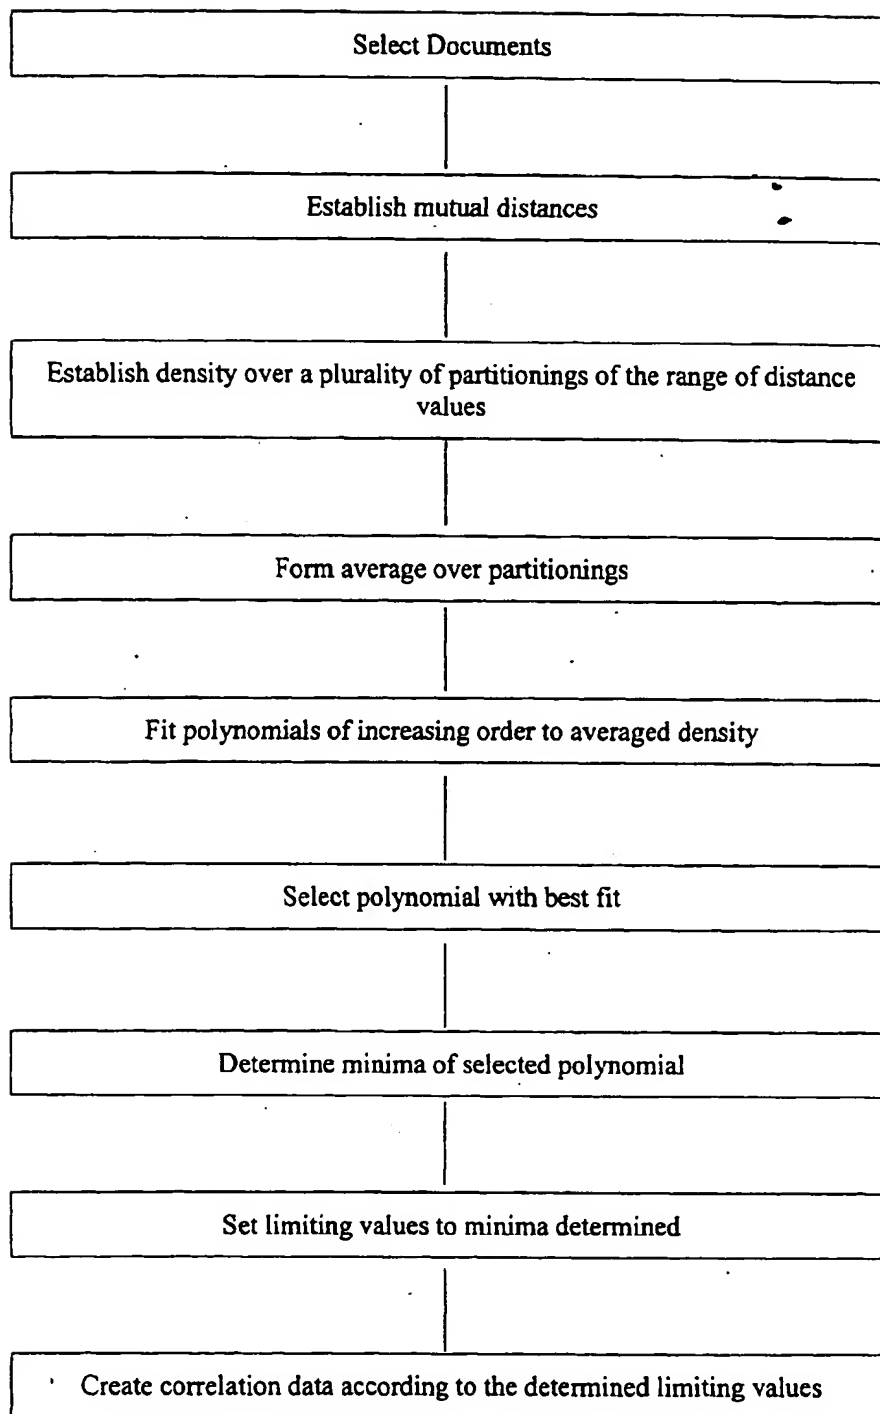 Select Documents
Establish mutual distances
Establish density over a plurality of partitionings of the range of distance
values
Form average over partitionings
Fit polynomials of increasing order to averaged density
Select polynomial with best fit
Determine minima of selected polynomial
Set limiting values to minima determined
Create correlation data according to the determined limiting values